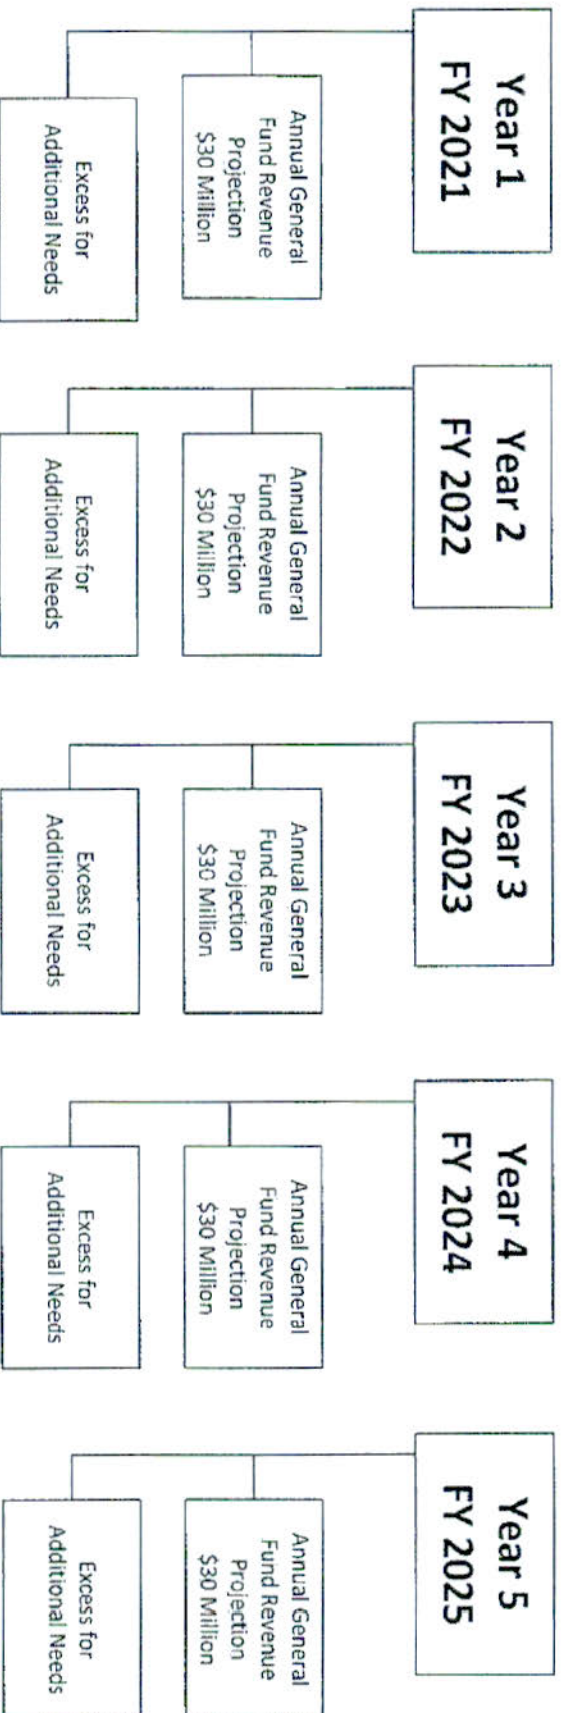 Year 1
FY 2021
Annual General
Fund Revenue
Projection
$30 Million
Excess for
Additional Needs
Year 2
FY 2022
Annual General
Fund Revenue
Projection
$30 Million
Excess for
Additional Needs
Year 3
FY 2023
Annual General
Fund Revenue
Projection
$30 Million
Excess for
Additional Needs
Year 4
FY 2024
Annual General
Fund Revenue
Projection
$30 Million
Excess for
Additional Needs
Year 5
FY 2025
Annual General
Fund Revenue
Projection
$30 Million
Excess for
Additional Needs